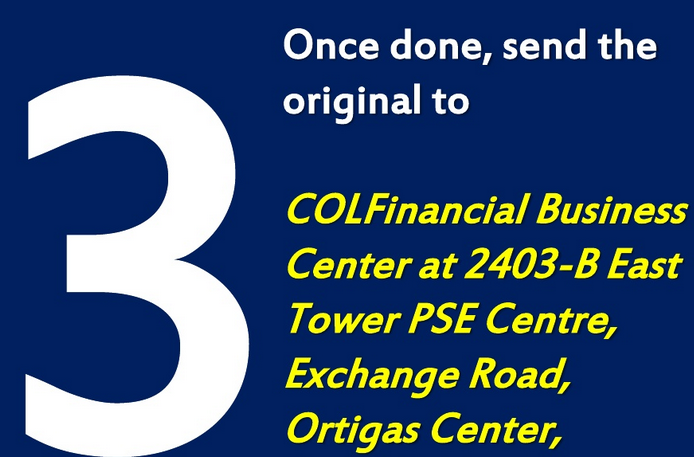 3
Once done, send the
original to
COLFinancial Business
Center at 2403-B East
Tower PSE Centre,
Exchange Road,
Ortigas Center,